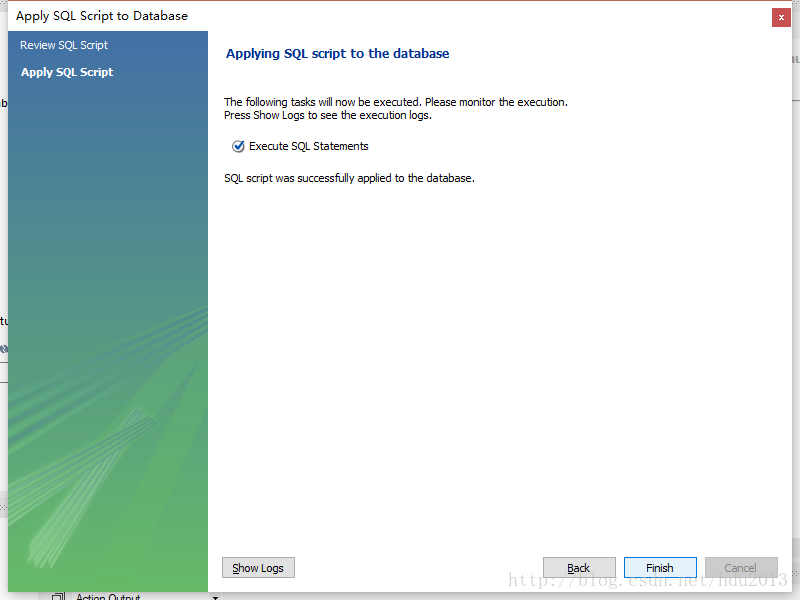 Apply SQL Script to Database
x
Review SQL Script
Apply SQL Script
Applying SQL script to the database
The following tasks will now be executed. Please monitor the execution.
Press Show Logs to see the execution logs.
Execute SQL Statements
SQL script was successfully applied to the database.
Show Logs
Back
Finish
Cancel
http://blog.csdn.net/hdu2013
Action Output